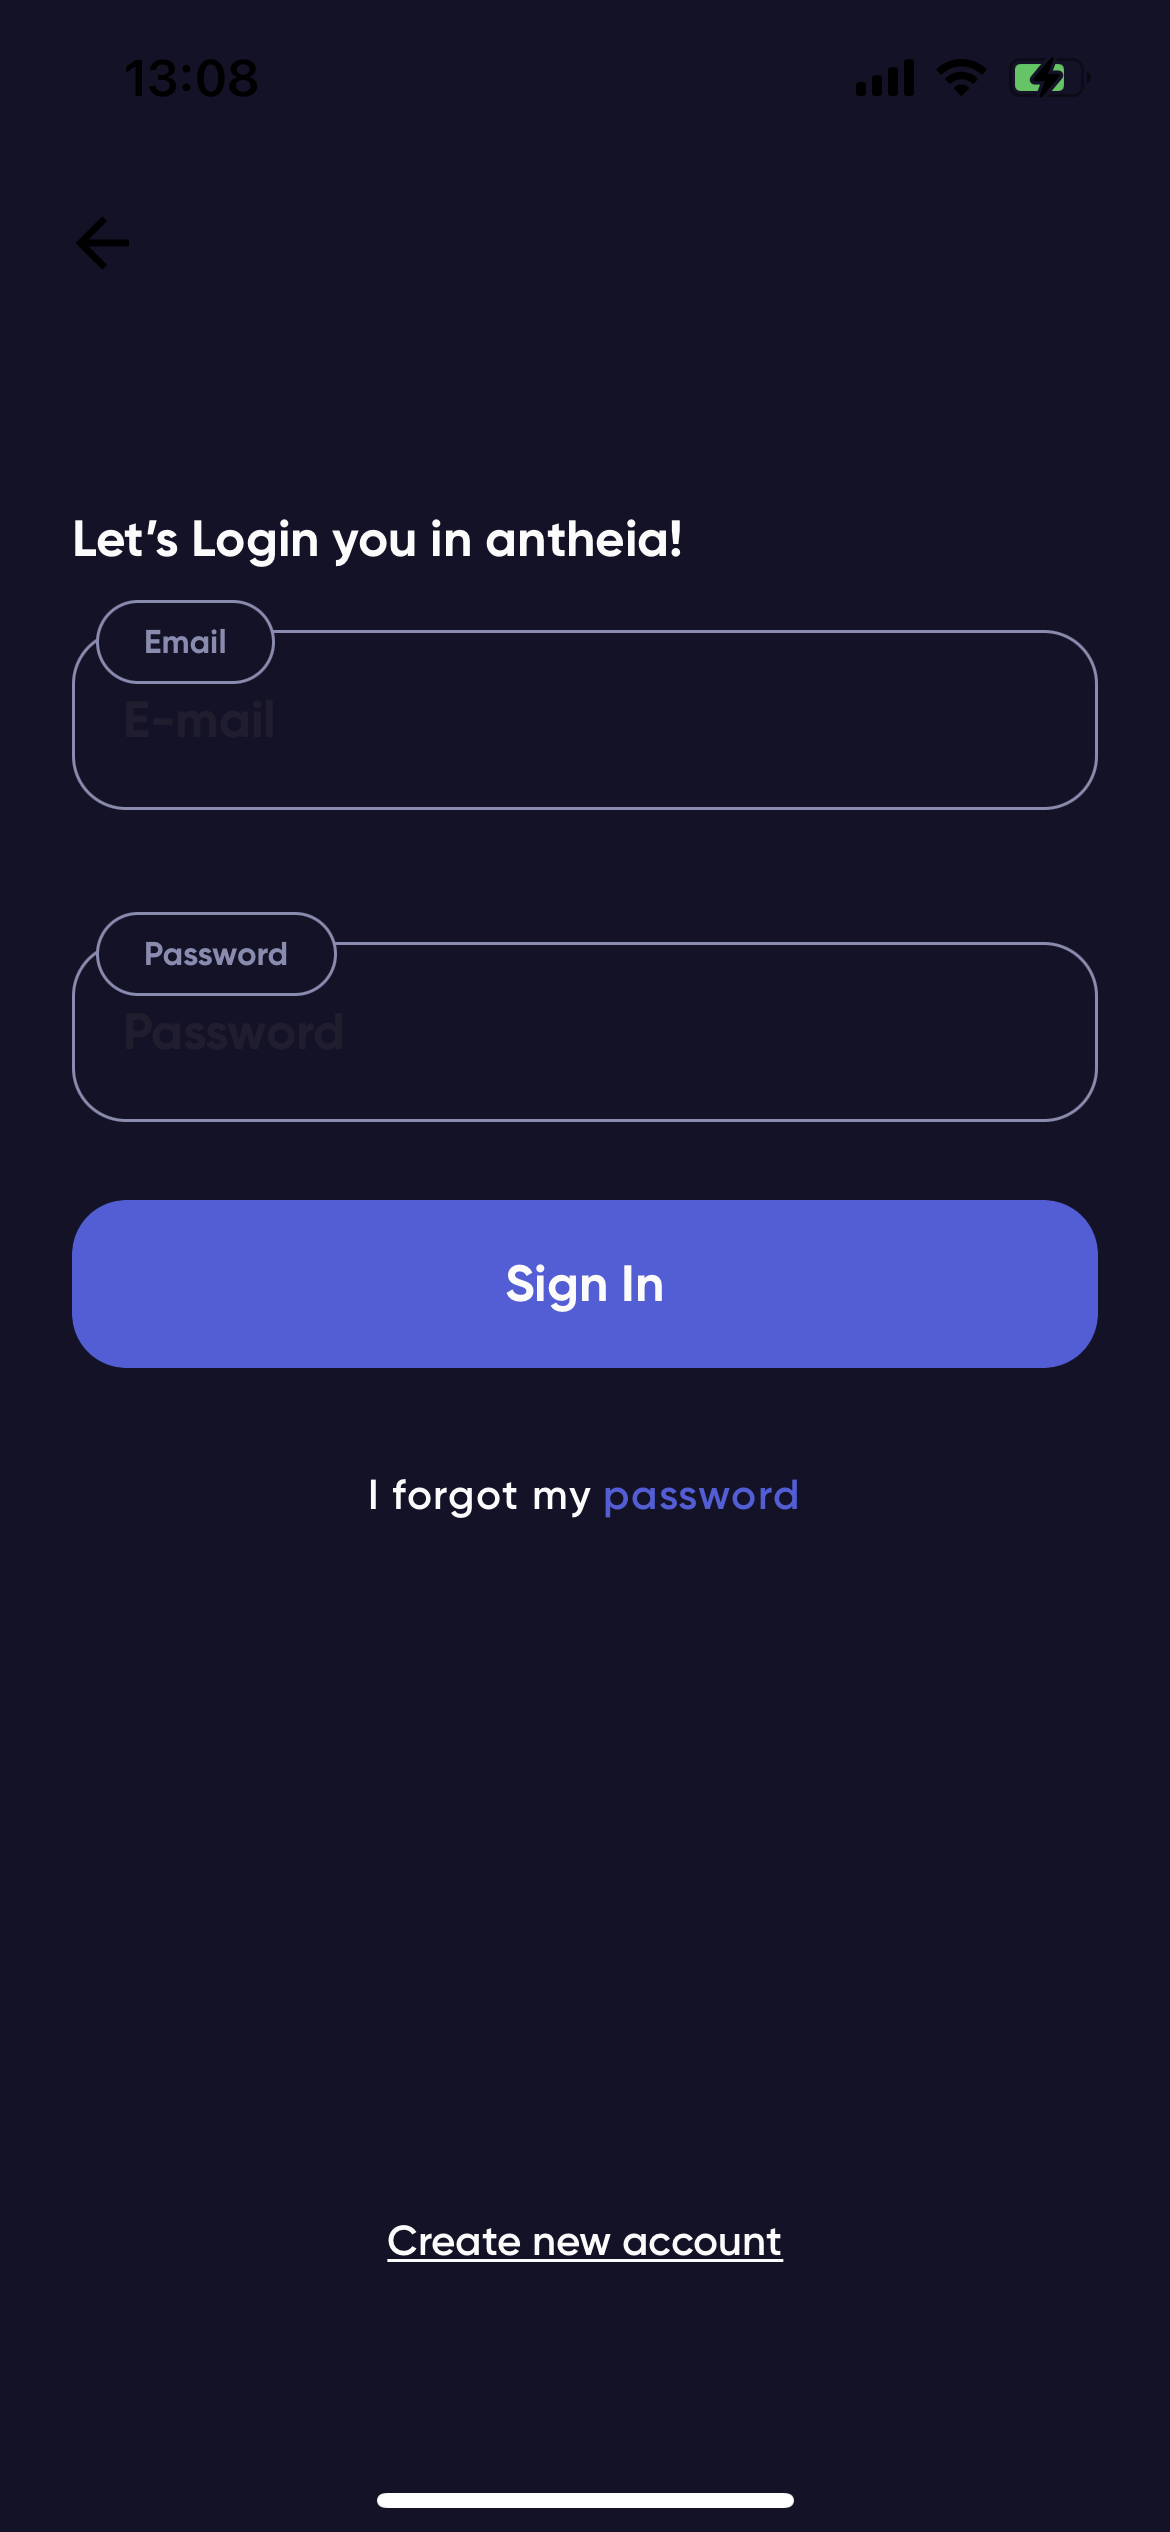 13:08
Let’s Login you in antheia!
Email
E-mail
Password
Password
Sign In
I forgot my password
Create new account